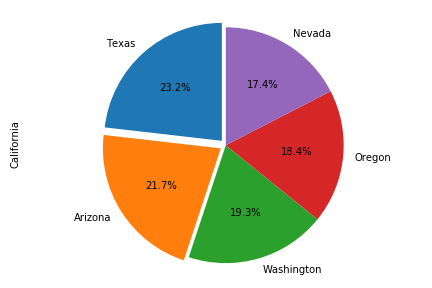 Texas
Nevada
23.2%
17.4%
California
18.4%
Oregon
21.7%
19.3%
Arizona
Washington